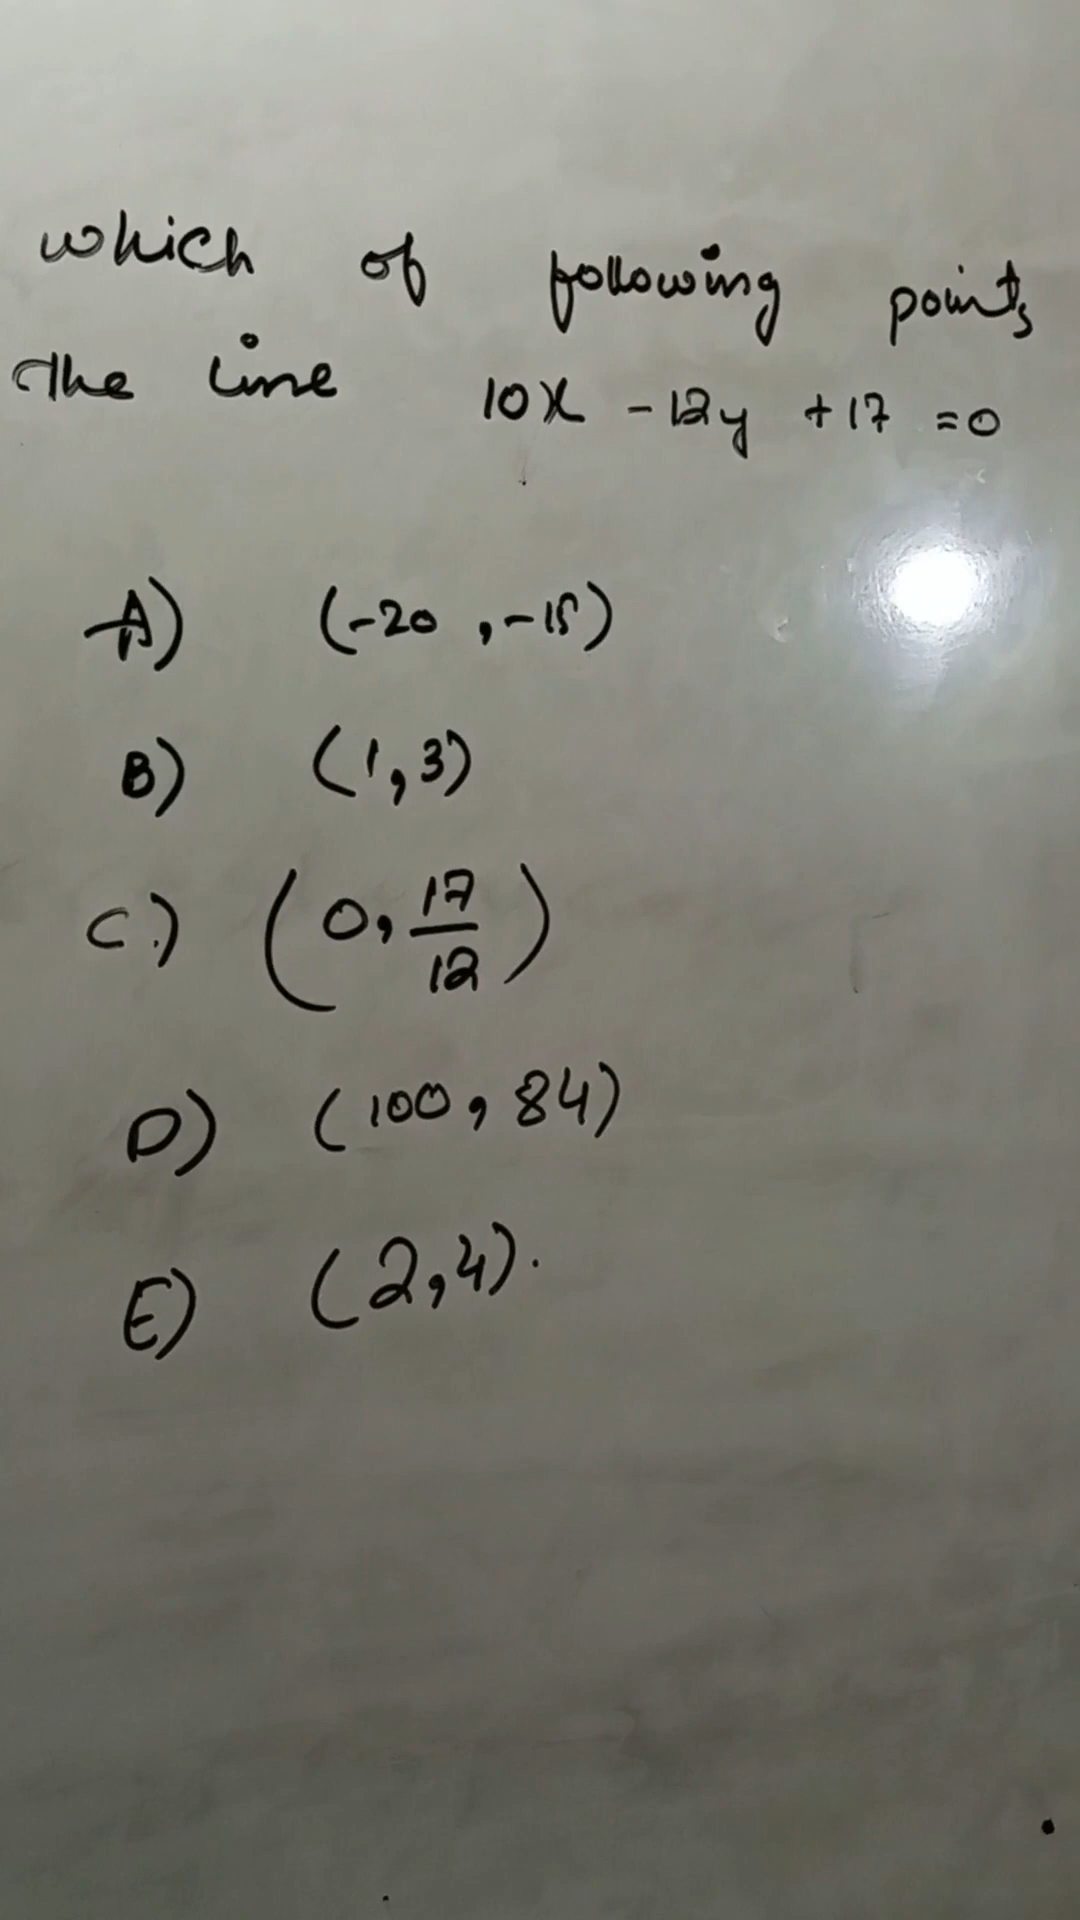 which of following points
the line 10x - 12y + 17 = 0
A) (-20, -15)
B) (1, 3)
C.) (0, 17/12)
D) (100, 84)
E) (2, 4).